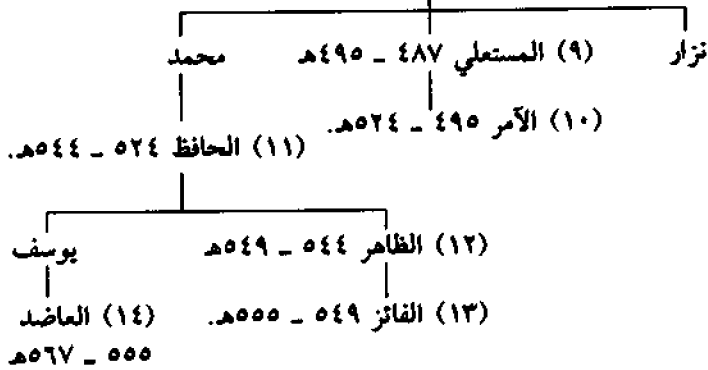 نزار (٩) المستعلي ٤٨٧ ـ ٤٩٥هـ محمد
(١٠) الآمر ٤٩٥ ـ ٥٢٤هـ.
(١١) الحافظ ٥٢٤ ـ ٥٤٤هـ.
(١٢) الظاهر ٥٤٤ ـ ٥٤٩هـ يوسف
(١٣) الفائز ٥٤٩ ـ ٥٥٥هـ. (١٤) العاضد
٥٥٥ ـ ٥٦٧هـ